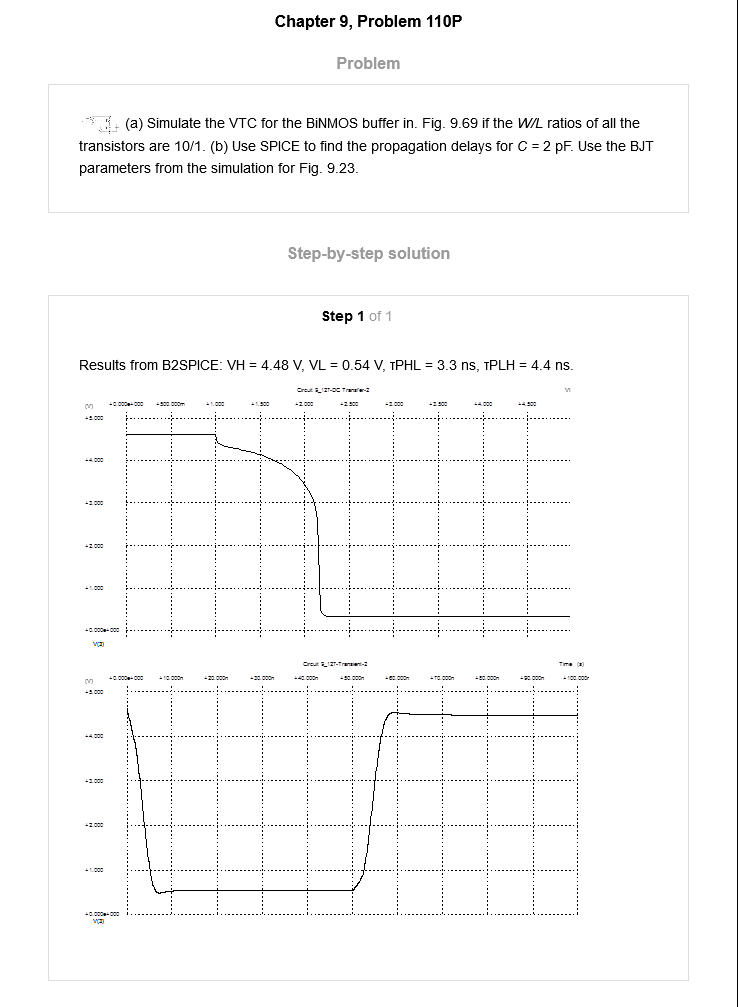 Chapter 9, Problem 110P
Problem
(a) Simulate the VTC for the BiNMOS buffer in. Fig. 9.69 if the W/L ratios of all the
transistors are 10/1. (b) Use SPICE to find the propagation delays for C = 2 pF. Use the BJT
parameters from the simulation for Fig. 9.23.
Step-by-step solution
Step 1 of 1
Results from B2SPICE: VH = 4.48 V, VL = 0.54 V, τPHL = 3.3 ns, τPLH = 4.4 ns.
Circuit 9_127-DC Transfer-2
(V) +0.000e+000 +500.000m +1.000 +1.500 +2.000 +2.500 +3.000 +3.500 +4.000 +4.500
+5.000
+4.000
+3.000
+2.000
+1.000
+0.000e+000
V(3)
Circuit 9_127-Transient-2 Time (s)
(V) +0.000e+000 +10.000n +20.000n +30.000n +40.000n +50.000n +60.000n +70.000n +80.000n +90.000n +100.000n
+5.000
+4.000
+3.000
+2.000
+1.000
+0.000e+000
V(3)